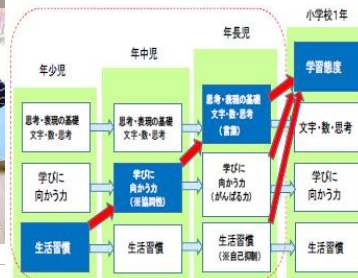 年少児
年中児
年長児
小学校1年
学習態度
思考・表現の基礎
文字・数・思考
思考・表現の基礎
文字・数・思考
思考・表現の基礎
文字・数・思考
(言葉)
文字・数・思考
学びに
向かう力
学びに
向かう力
(※協同性)
学びに
向かう力
(がんばる力)
学びに
向かう力
生活習慣
生活習慣
生活習慣
(※自己抑制)
生活習慣